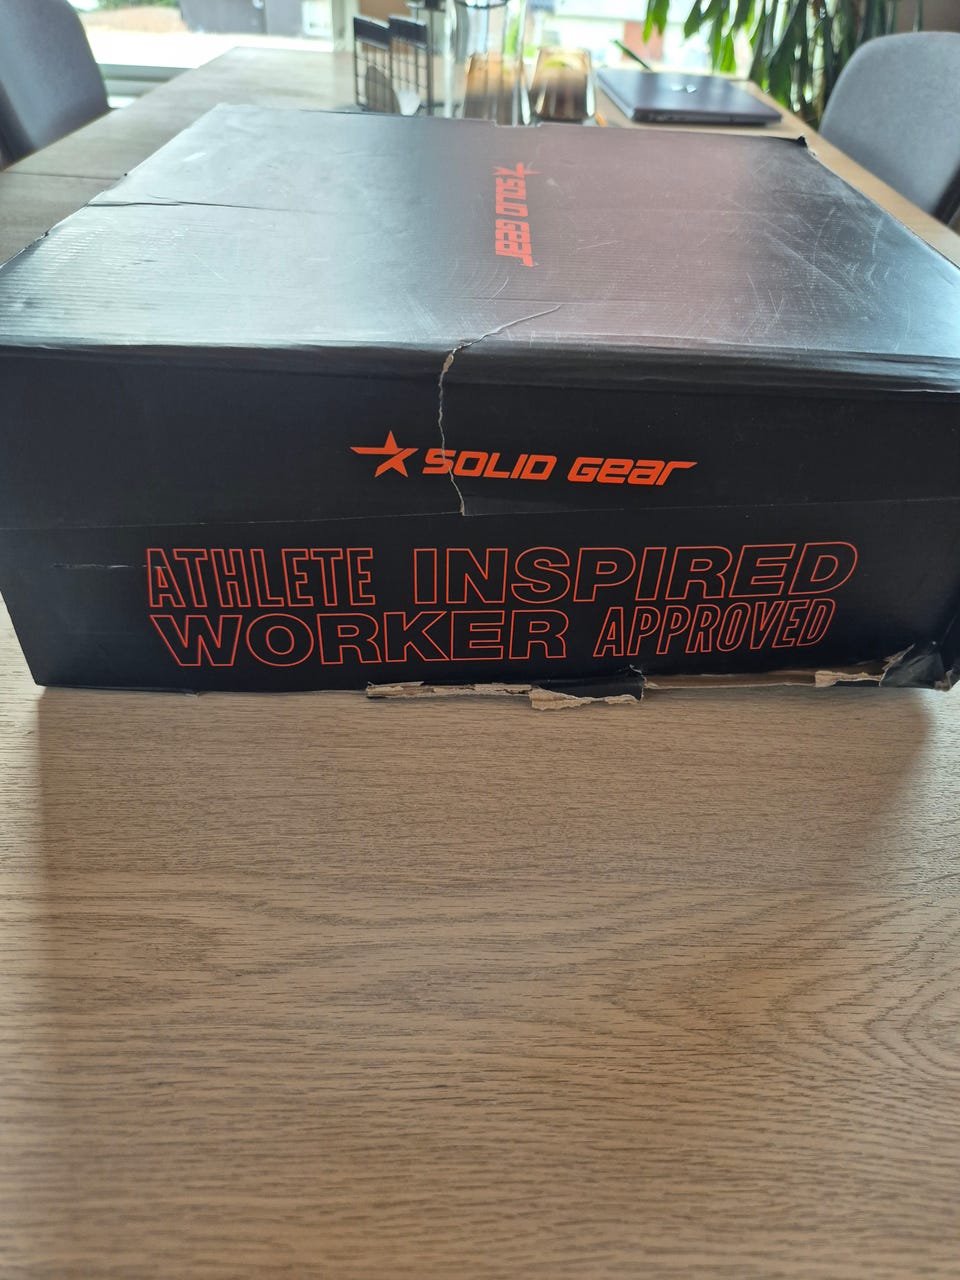 SOLID GEAR
SOLID GEAR
ATHLETE INSPIRED
WORKER APPROVED